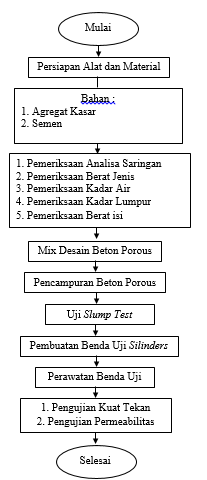 Mulai
Persiapan Alat dan Material
Bahan :
1. Agregat Kasar
2. Semen
1. Pemeriksaan Analisa Saringan
2. Pemeriksaan Berat Jenis
3. Pemeriksaan Kadar Air
4. Pemeriksaan Kadar Lumpur
5. Pemeriksaan Berat isi
Mix Desain Beton Porous
Pencampuran Beton Porous
Uji Slump Test
Pembuatan Benda Uji Silinders
Perawatan Benda Uji
1. Pengujian Kuat Tekan
2. Pengujian Permeabilitas
Selesai